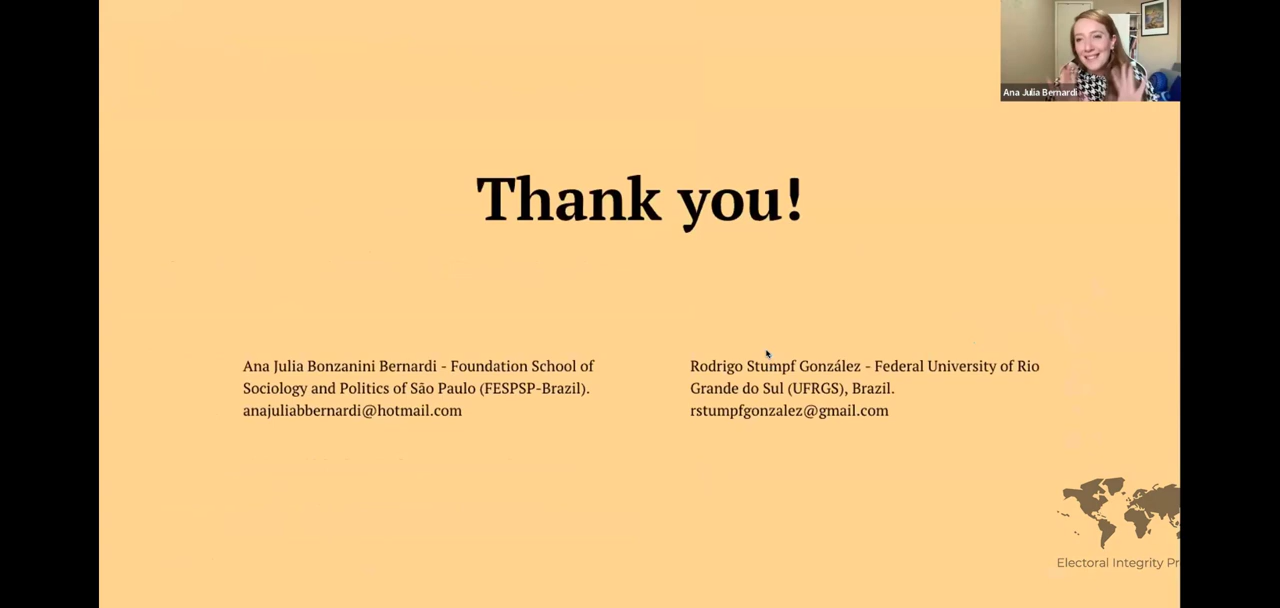 Ana Julia Bernardi
Thank you!
Ana Julia Bonzanini Bernardi - Foundation School of
Sociology and Politics of São Paulo (FESPSP-Brazil).
anajuliabbernardi@hotmail.com
Rodrigo Stumpf González - Federal University of Rio
Grande do Sul (UFRGS), Brazil.
rstumpfgonzalez@gmail.com
Electoral Integrity Pr